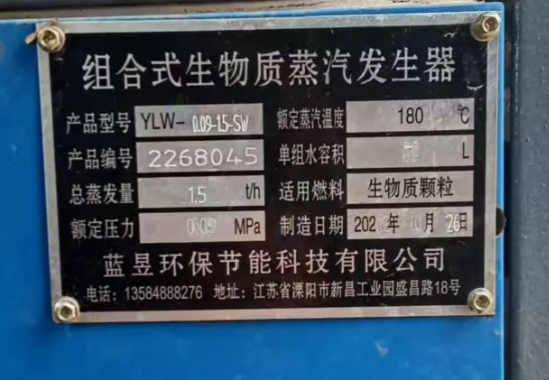 组合式生物质蒸汽发生器
产品型号 YLW-0.09-1.5-SW 额定蒸汽温度 180 ℃
产品编号 2268045 单组水容积 L
总蒸发量 1.5 t/h 适用燃料 生物质颗粒
额定压力 0.09 MPa 制造日期 202 年10月26日
蓝昱环保节能科技有限公司
电话：13584888276 地址：江苏省溧阳市新昌工业园盛昌路18号